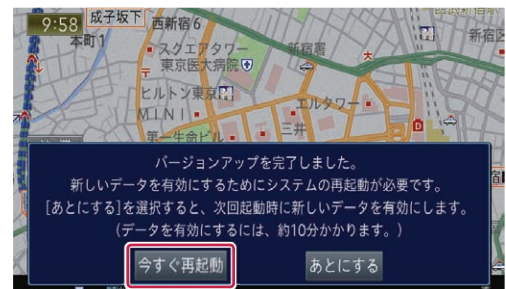 9:58
成子坂下
西新宿6
本町1
スクエアタワー
新宿署
新宿区
東京医大病院
ヒルトン東京
MINI
エルタワー
第一生命ビル
三井
バージョンアップを完了しました。
新しいデータを有効にするためにシステムの再起動が必要です。
[あとにする]を選択すると、次回起動時に新しいデータを有効にします。
(データを有効にするには、約10分かかります。)
今すぐ再起動
あとにする